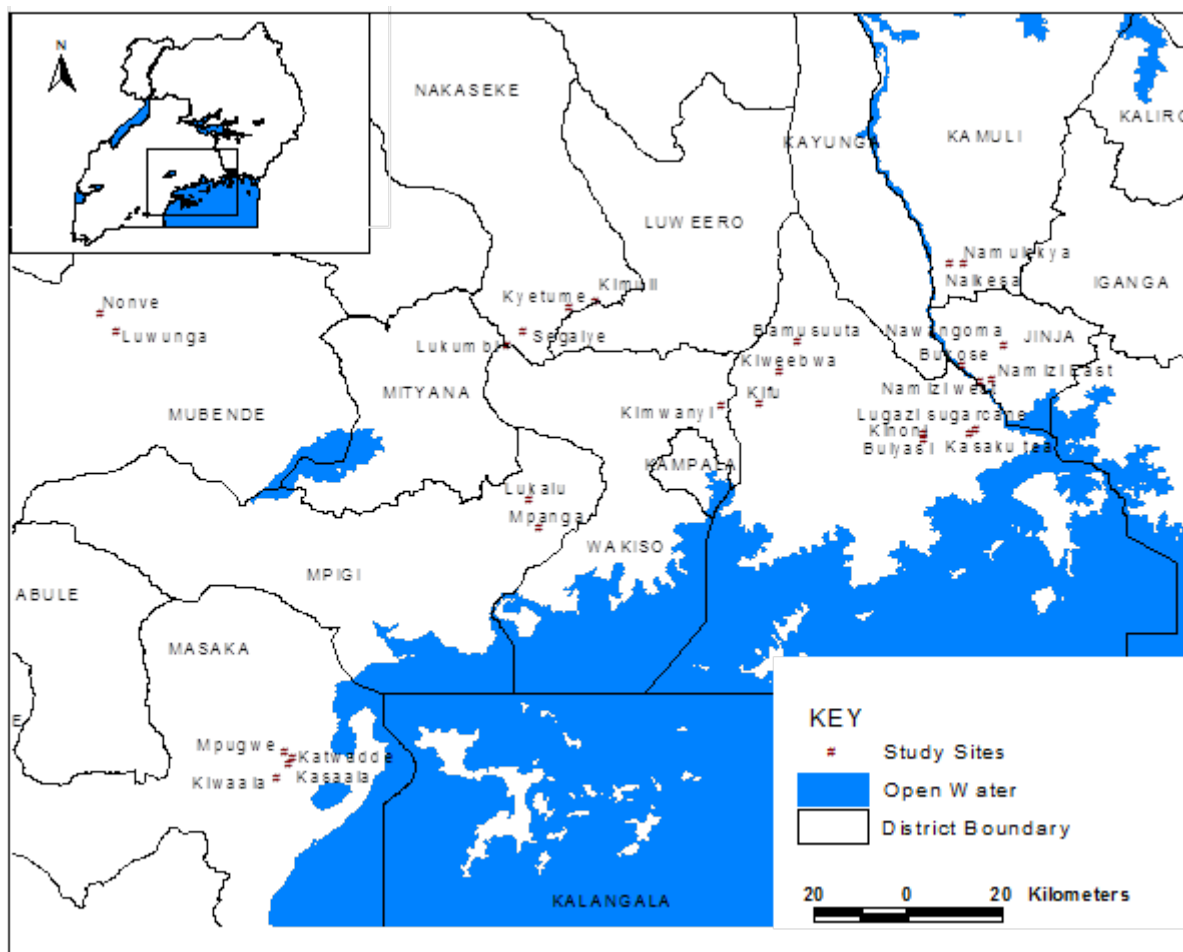 N
NAKASEKE
KALIRO
KAYUNGA
KAMULI
LUWEERO
Namulekya
Naikesa
IGANGA
Nonve
Luwunga
Kyetume
Kimuli
Segalye
Lukumbi
Bamusuuta
Nawangoma
JINJA
Bukose
Kiweebwa
Namizi East
Namizi west
MITYANA
Kifu
Kimwanyi
MUBENDE
Lugazi sugarcane
Kinoni
Bulyasi
Kasaku tea
KAMPALA
Lukalu
Mpanga
WAKISO
MPIGI
ABULE
MASAKA
E
Mpugwe
Katwadde
Kiwaala
Kasaala
KALANGALA
KEY
# Study Sites
Open Water
District Boundary
20 0 20 Kilometers